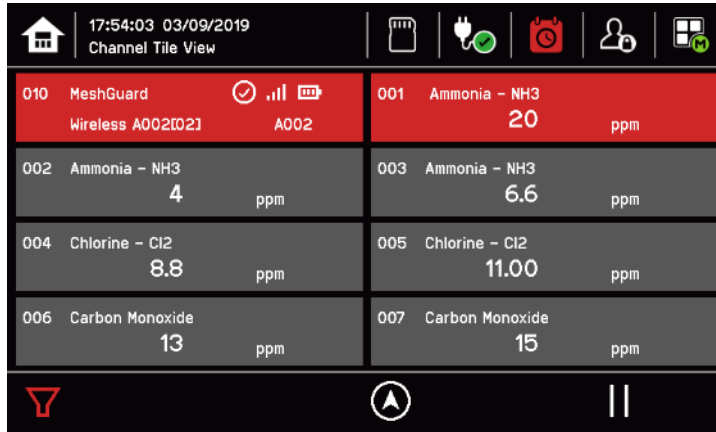 17:54:03 03/09/2019
Channel Tile View
M
010 MeshGuard
Wireless A002[02] A002
001 Ammonia - NH3
20 ppm
002 Ammonia - NH3
4 ppm
003 Ammonia - NH3
6.6 ppm
004 Chlorine - Cl2
8.8 ppm
005 Chlorine - Cl2
11.00 ppm
006 Carbon Monoxide
13 ppm
007 Carbon Monoxide
15 ppm